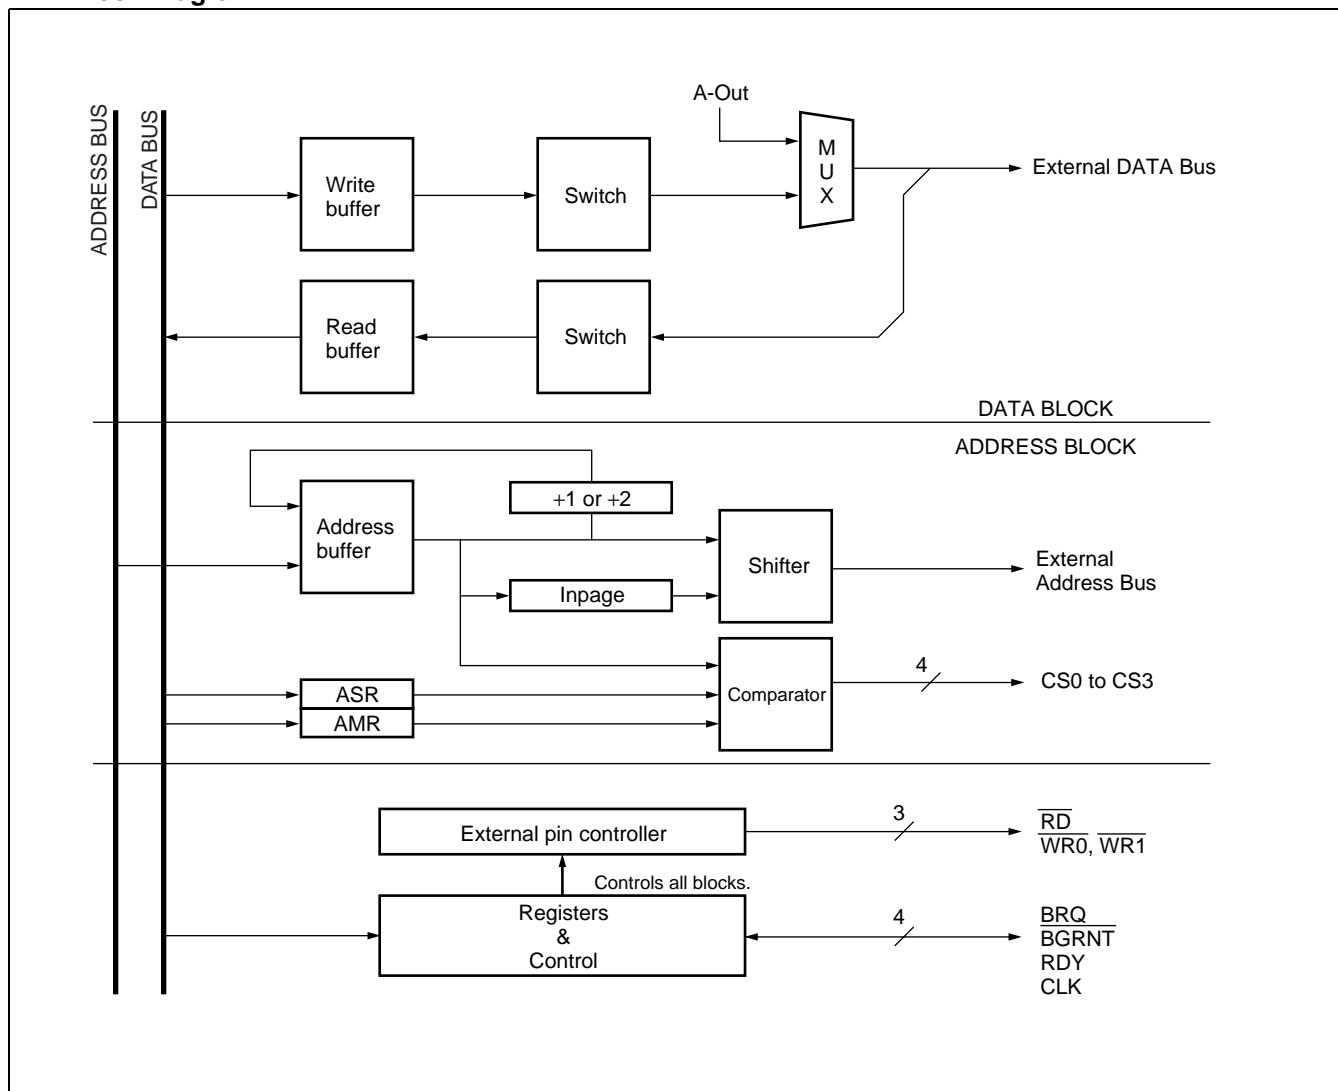 ADDRESS BUS
DATA BUS
A-Out
M
U
X
External DATA Bus
Write
buffer
Switch
Read
buffer
Switch
DATA BLOCK
ADDRESS BLOCK
+1 or +2
Address
buffer
Shifter
External
Address Bus
Inpage
ASR
AMR
Comparator
4
CS0 to CS3
External pin controller
3
RD
WR0, WR1
Controls all blocks.
Registers
&
Control
4
BRQ
BGRNT
RDY
CLK